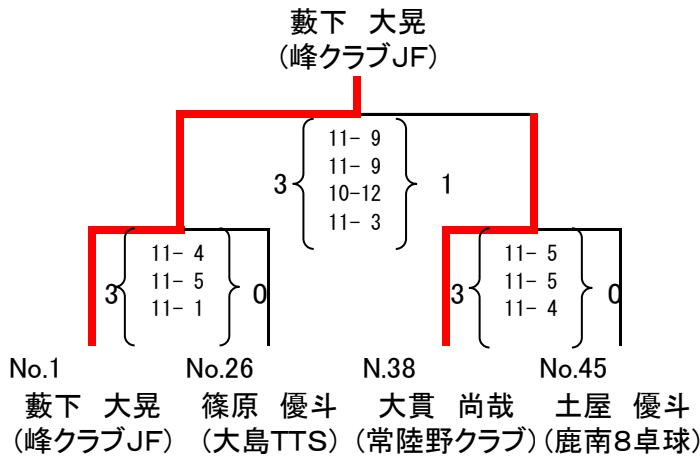 藪下　大晃
(峰クラブJF)
11- 9
11- 9
3 10-12 1
11- 3
11- 4 11- 5
3 11- 5 0 3 11- 5 0
11- 1 11- 4
No.1 No.26 N.38 No.45
藪下　大晃 篠原　優斗 大貫　尚哉 土屋　優斗
(峰クラブJF) (大島TTS) (常陸野クラブ) (鹿南8卓球)